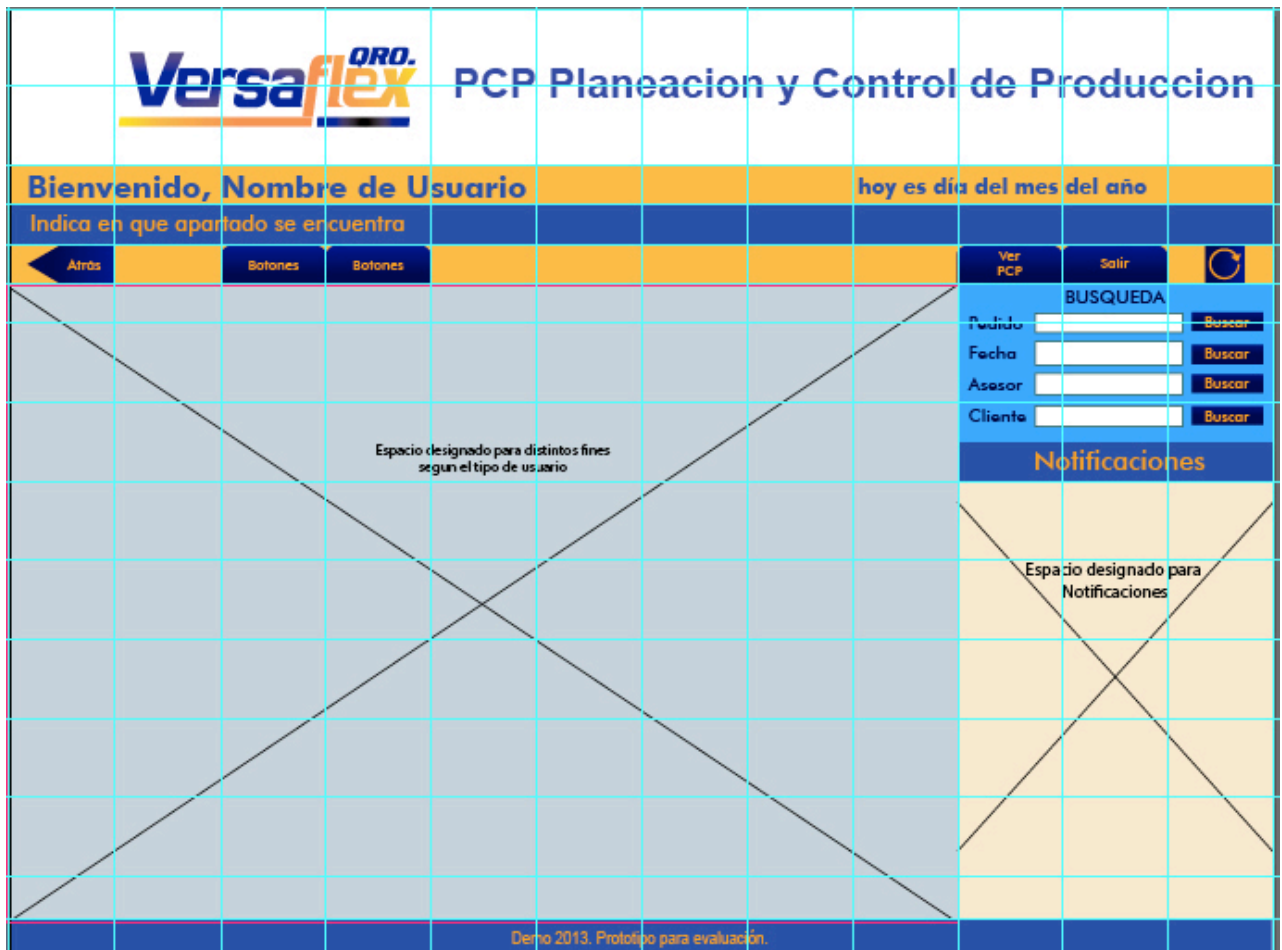 Versaflex QRO.
PCP Planeacion y Control de Produccion
Bienvenido, Nombre de Usuario
hoy es día del mes del año
Indica en que apartado se encuentra
Atrás
Botones
Botones
Ver
PCP
Salir
BUSQUEDA
Pedido
Buscar
Fecha
Buscar
Asesor
Buscar
Cliente
Buscar
Espacio designado para distintos fines
segun el tipo de usuario
Notificaciones
Espacio designado para
Notificaciones
Demo 2013. Prototipo para evaluación.